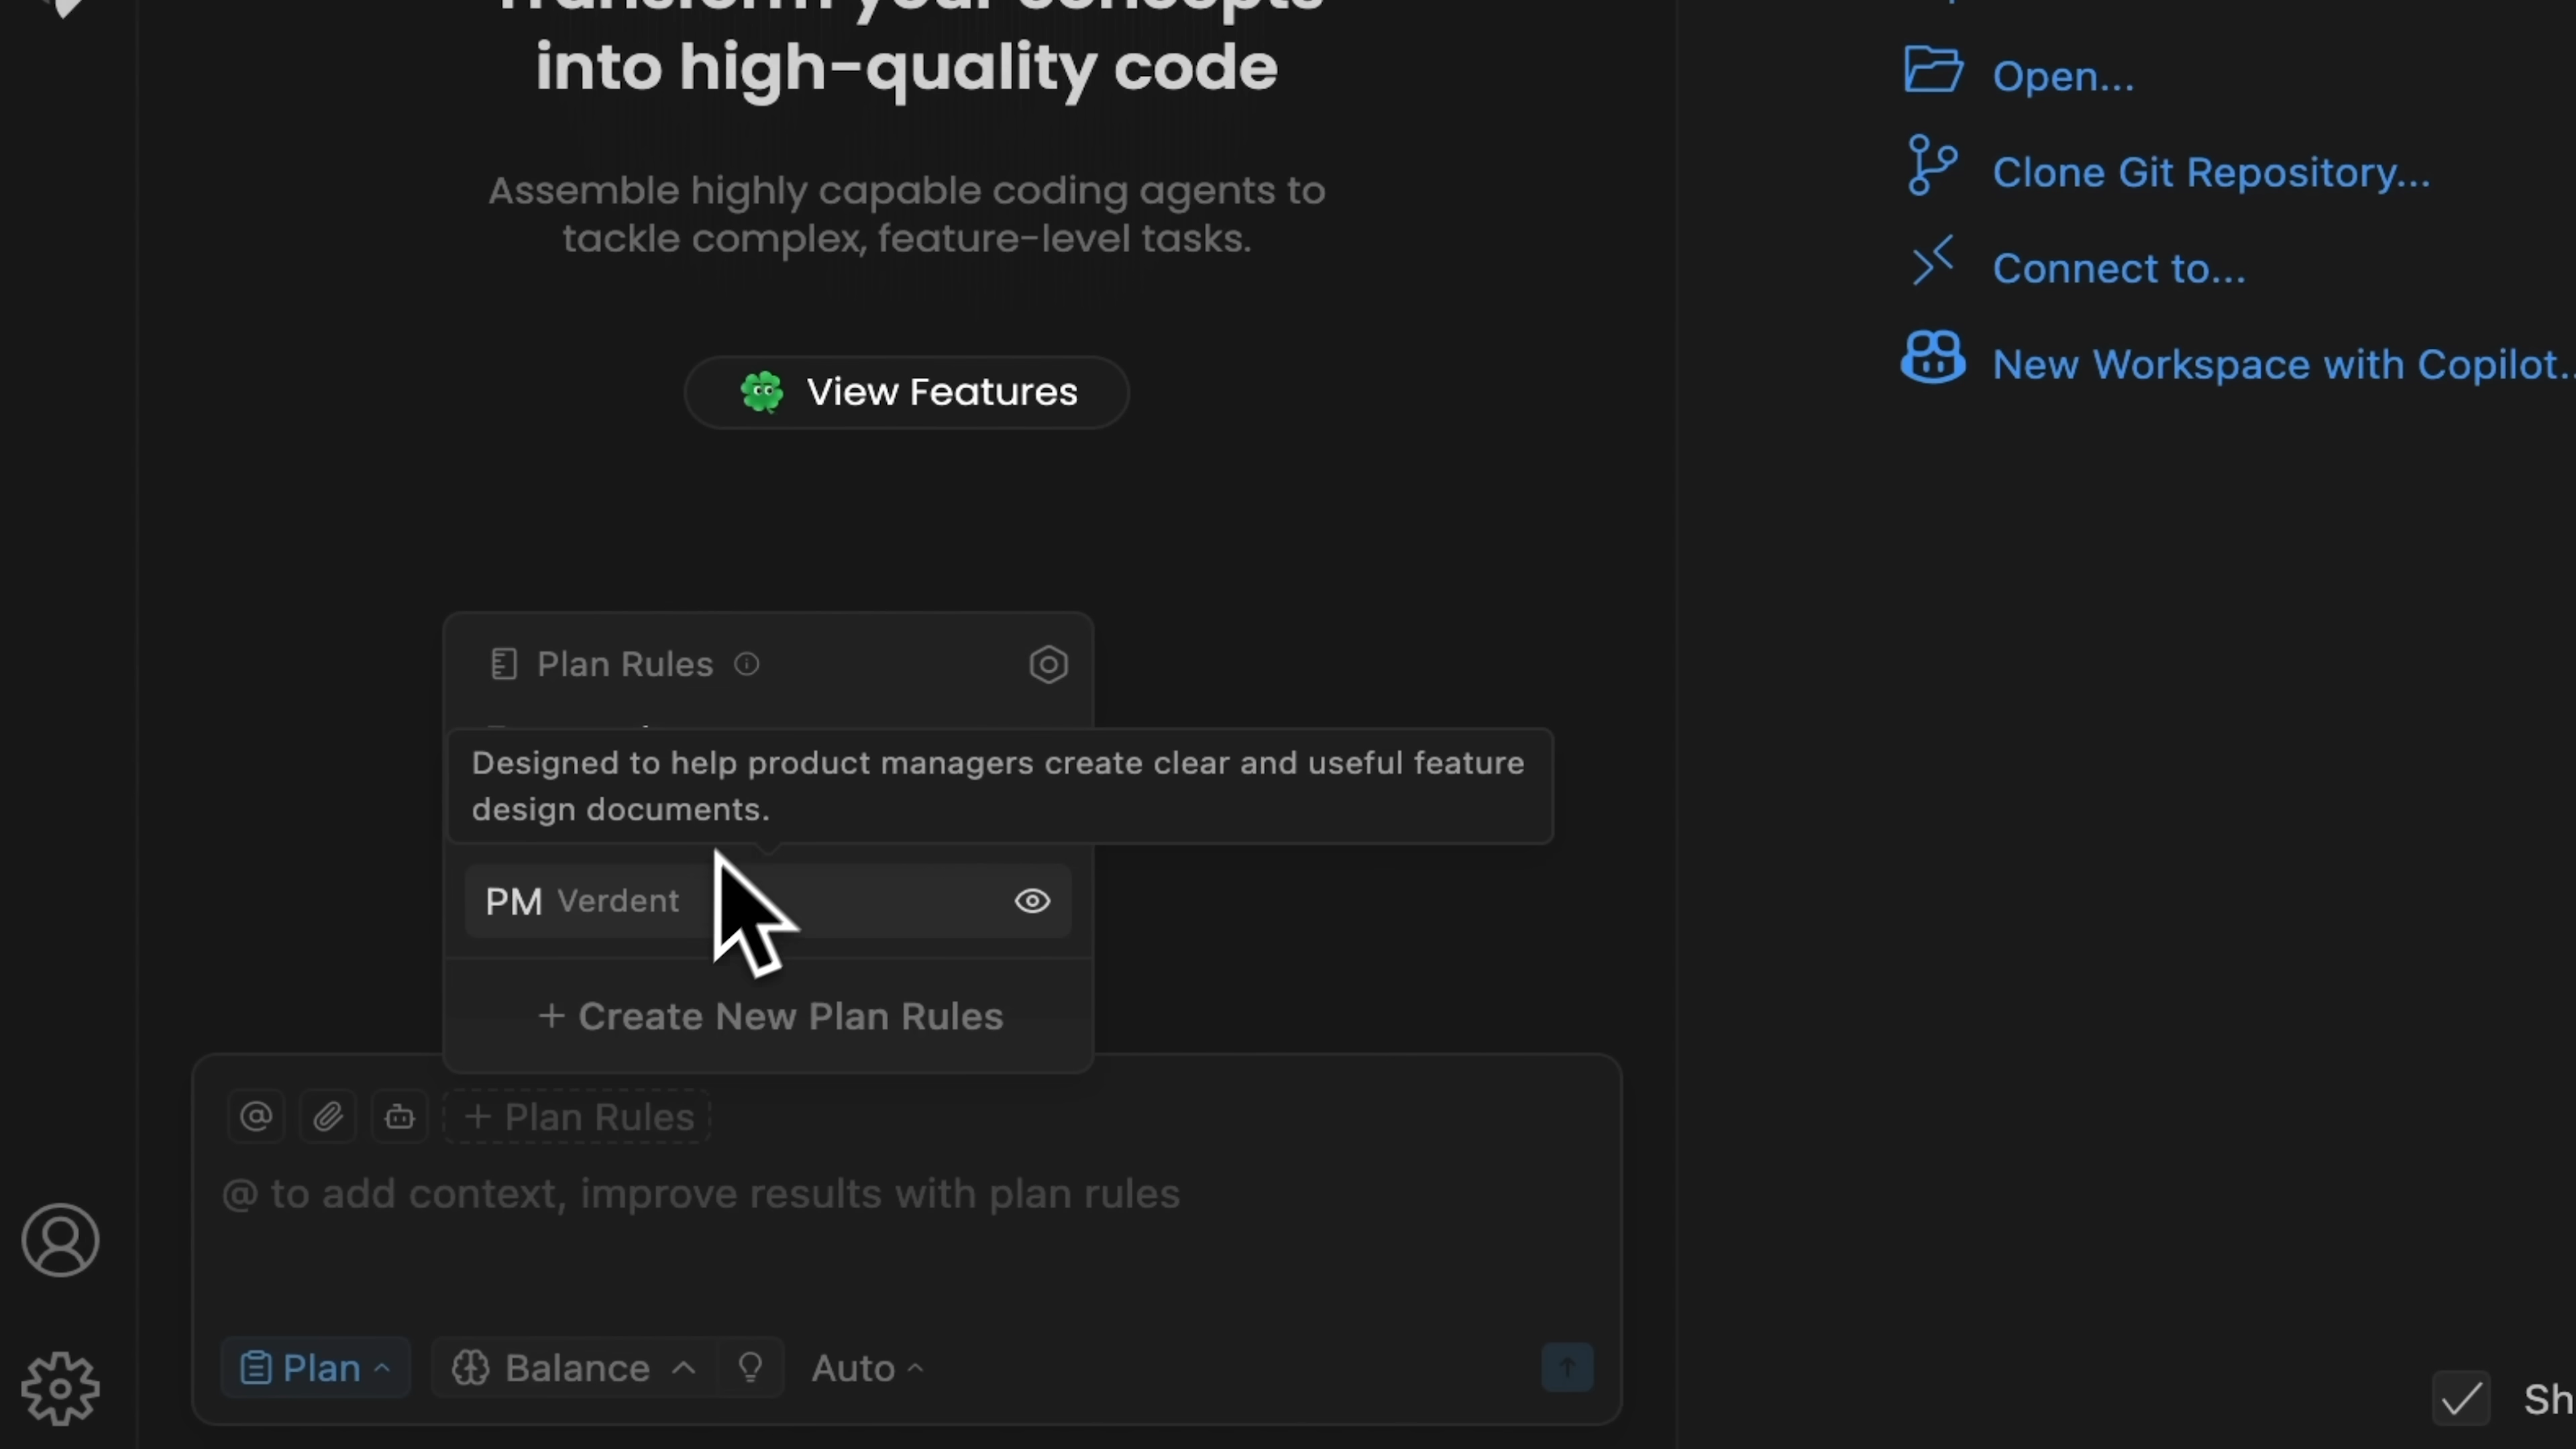 Transform your concepts
into high-quality code
Assemble highly capable coding agents to
tackle complex, feature-level tasks.
View Features
Open...
Clone Git Repository...
Connect to...
New Workspace with Copilot..
Plan Rules
Designed to help product managers create clear and useful feature
design documents.
PM Verdent
+ Create New Plan Rules
+ Plan Rules
@ to add context, improve results with plan rules
Plan
Balance
Auto
Sh